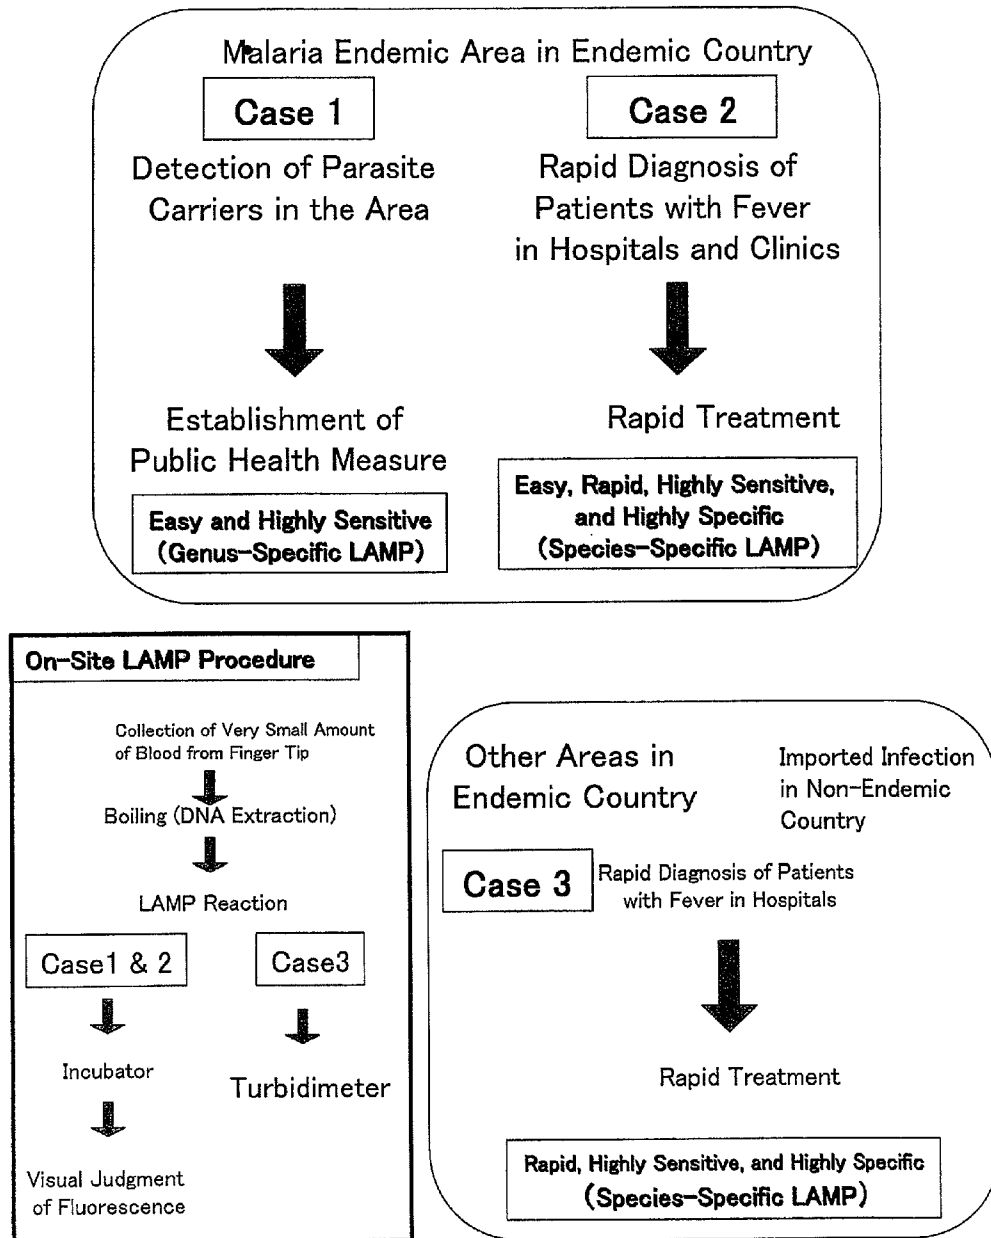 Malaria Endemic Area in Endemic Country
Case 1
Detection of Parasite
Carriers in the Area
Establishment of
Public Health Measure
Easy and Highly Sensitive
(Genus-Specific LAMP)
Case 2
Rapid Diagnosis of
Patients with Fever
in Hospitals and Clinics
Rapid Treatment
Easy, Rapid, Highly Sensitive,
and Highly Specific
(Species-Specific LAMP)
On-Site LAMP Procedure
Collection of Very Small Amount
of Blood from Finger Tip
Boiling (DNA Extraction)
LAMP Reaction
Case1 & 2
Incubator
Visual Judgment
of Fluorescence
Case3
Turbidimeter
Other Areas in
Endemic Country
Imported Infection
in Non-Endemic
Country
Case 3
Rapid Diagnosis of Patients
with Fever in Hospitals
Rapid Treatment
Rapid, Highly Sensitive, and Highly Specific
(Species-Specific LAMP)